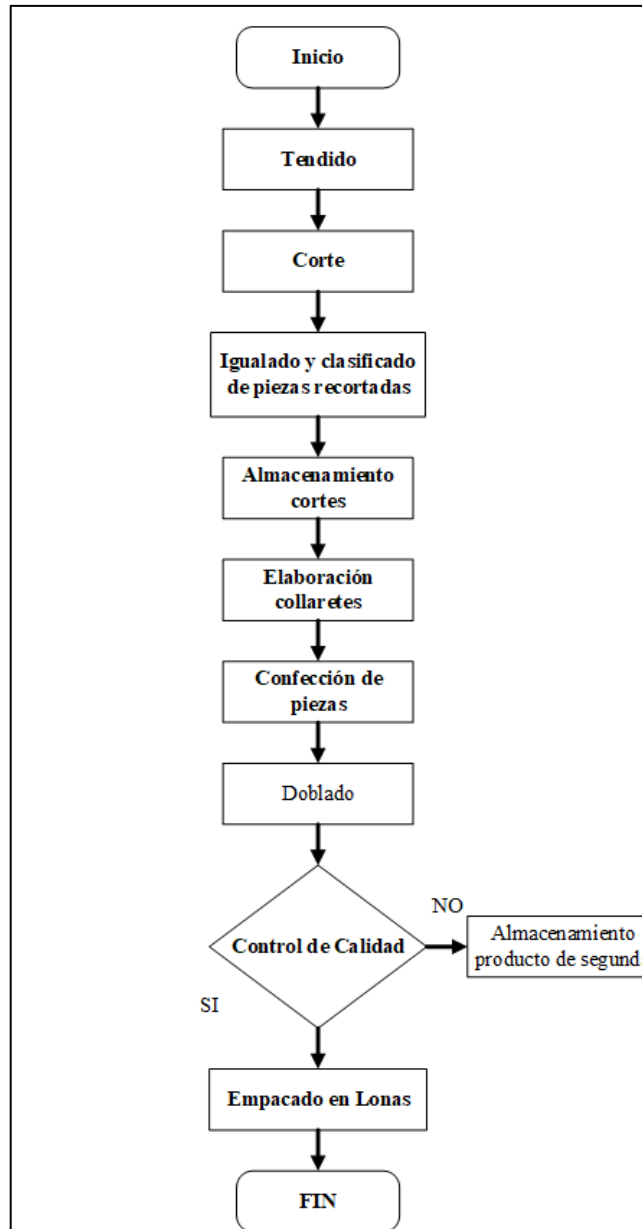 Inicio
Tendido
Corte
Igualado y clasificado
de piezas recortadas
Almacenamiento
cortes
Elaboración
collaretes
Confección de
piezas
Doblado
NO
Control de Calidad
Almacenamiento
producto de segund..
SI
Empacado en Lonas
FIN